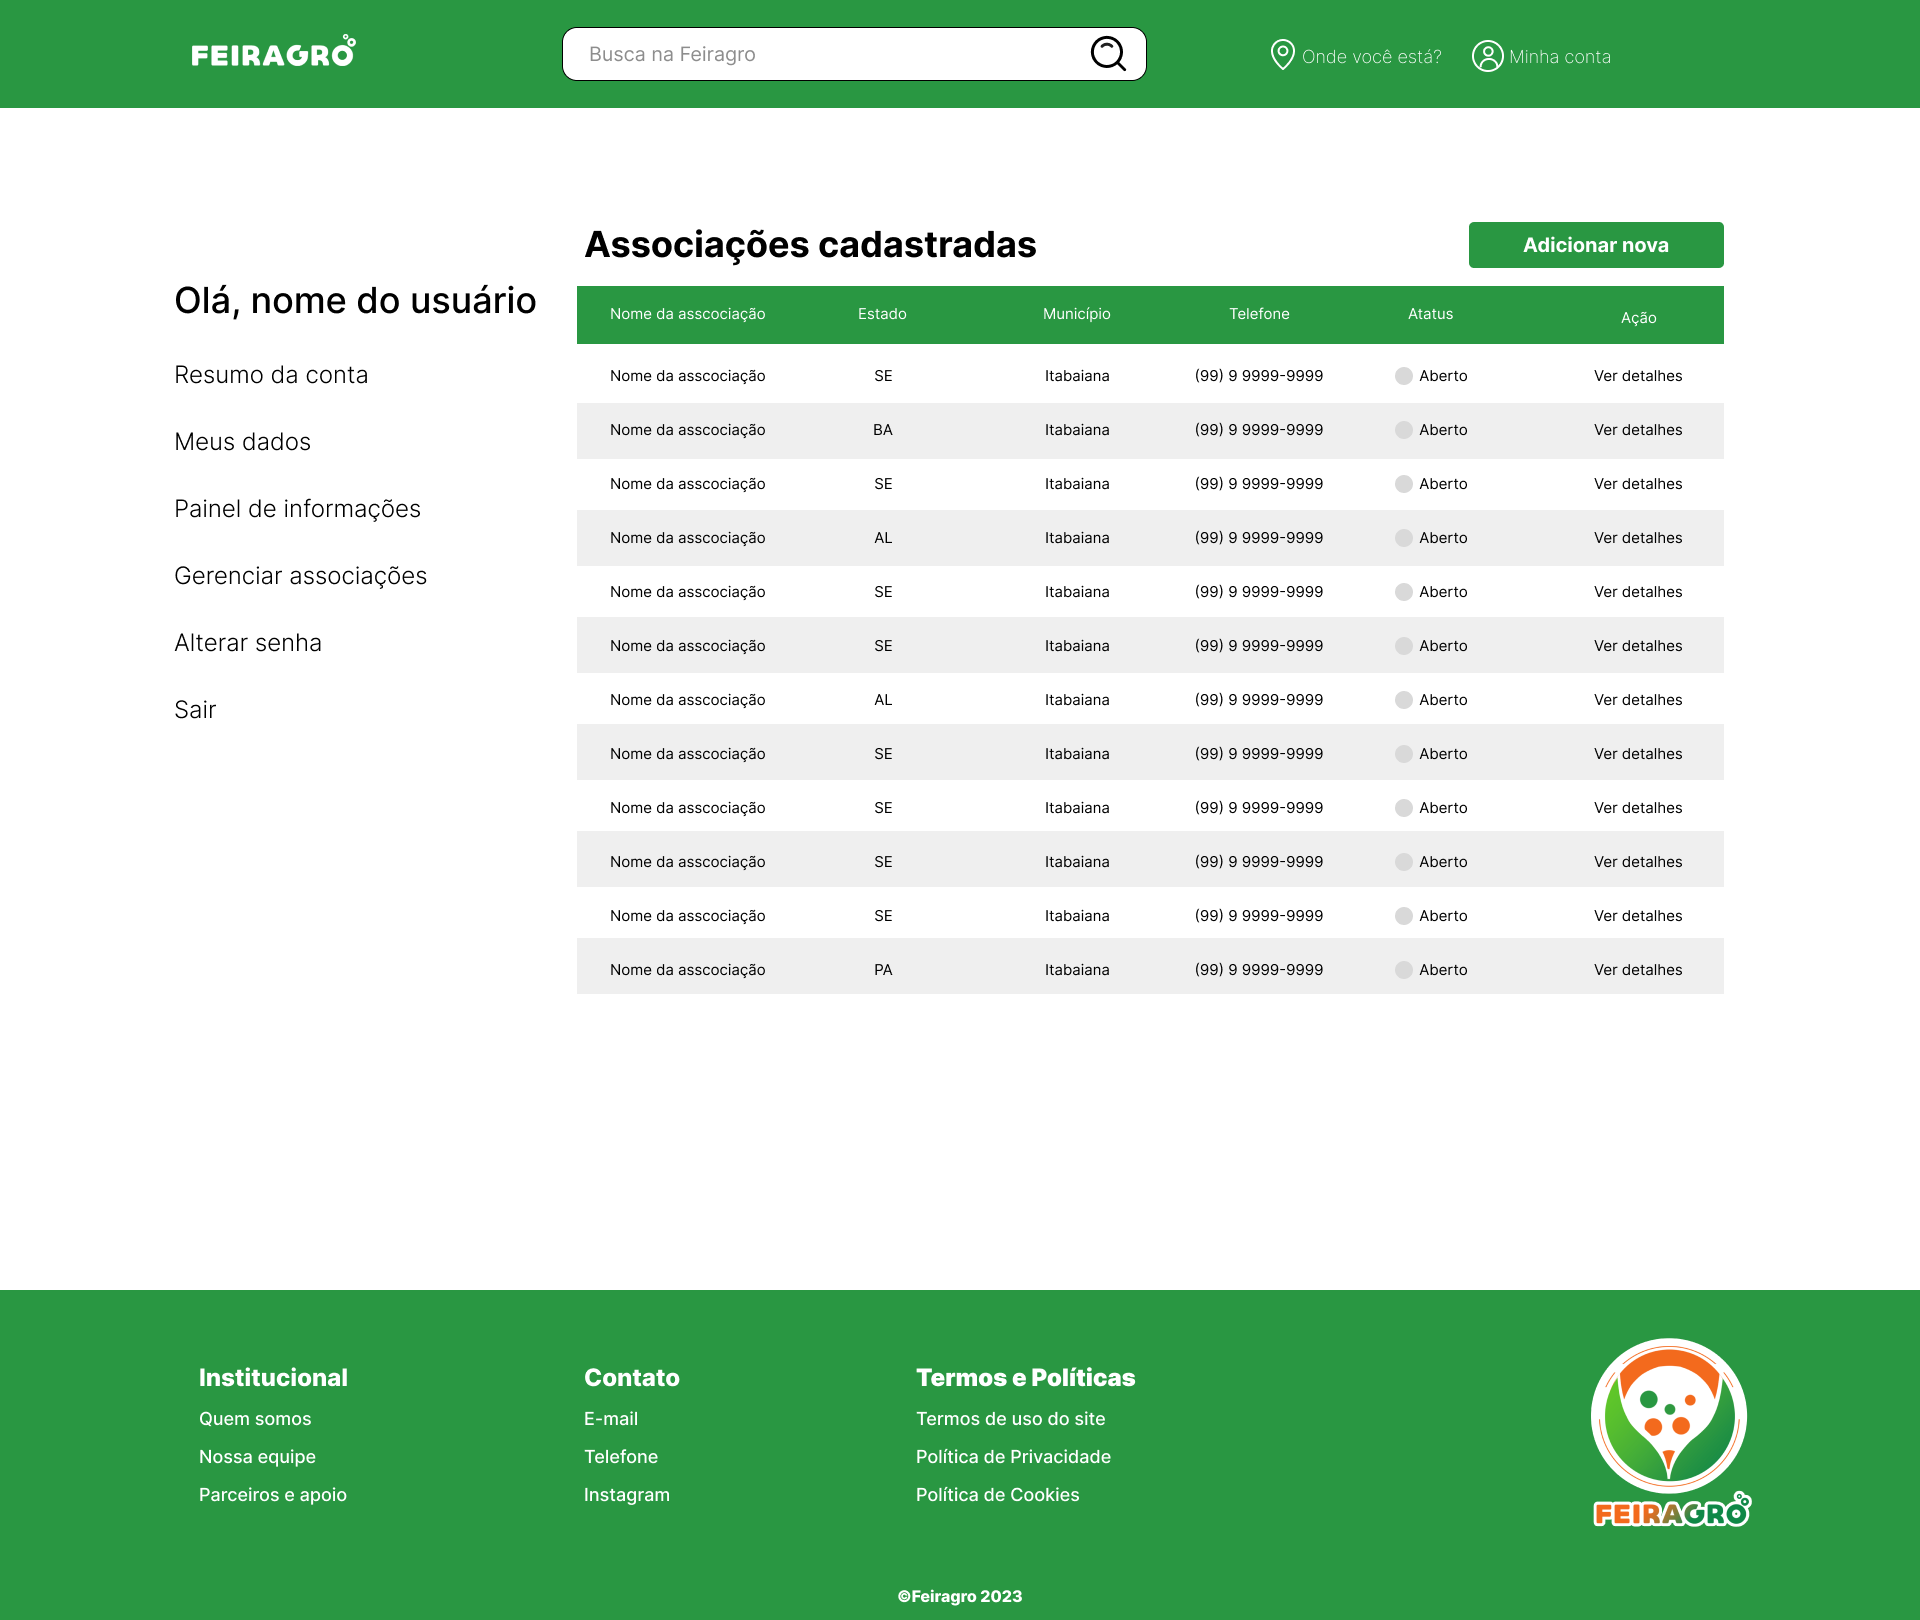 FEIRAGRO
Busca na Feiragro
Onde você está?
Minha conta
Associações cadastradas
Adicionar nova
Olá, nome do usuário
Resumo da conta
Meus dados
Painel de informações
Gerenciar associações
Alterar senha
Sair
Nome da asscociação Estado Município Telefone Atatus Ação
Nome da asscociação SE Itabaiana (99) 9 9999-9999 Aberto Ver detalhes
Nome da asscociação BA Itabaiana (99) 9 9999-9999 Aberto Ver detalhes
Nome da asscociação SE Itabaiana (99) 9 9999-9999 Aberto Ver detalhes
Nome da asscociação AL Itabaiana (99) 9 9999-9999 Aberto Ver detalhes
Nome da asscociação SE Itabaiana (99) 9 9999-9999 Aberto Ver detalhes
Nome da asscociação SE Itabaiana (99) 9 9999-9999 Aberto Ver detalhes
Nome da asscociação AL Itabaiana (99) 9 9999-9999 Aberto Ver detalhes
Nome da asscociação SE Itabaiana (99) 9 9999-9999 Aberto Ver detalhes
Nome da asscociação SE Itabaiana (99) 9 9999-9999 Aberto Ver detalhes
Nome da asscociação SE Itabaiana (99) 9 9999-9999 Aberto Ver detalhes
Nome da asscociação SE Itabaiana (99) 9 9999-9999 Aberto Ver detalhes
Nome da asscociação PA Itabaiana (99) 9 9999-9999 Aberto Ver detalhes
Institucional
Quem somos
Nossa equipe
Parceiros e apoio
Contato
E-mail
Telefone
Instagram
Termos e Políticas
Termos de uso do site
Política de Privacidade
Política de Cookies
FEIRAGRO
©Feiragro 2023